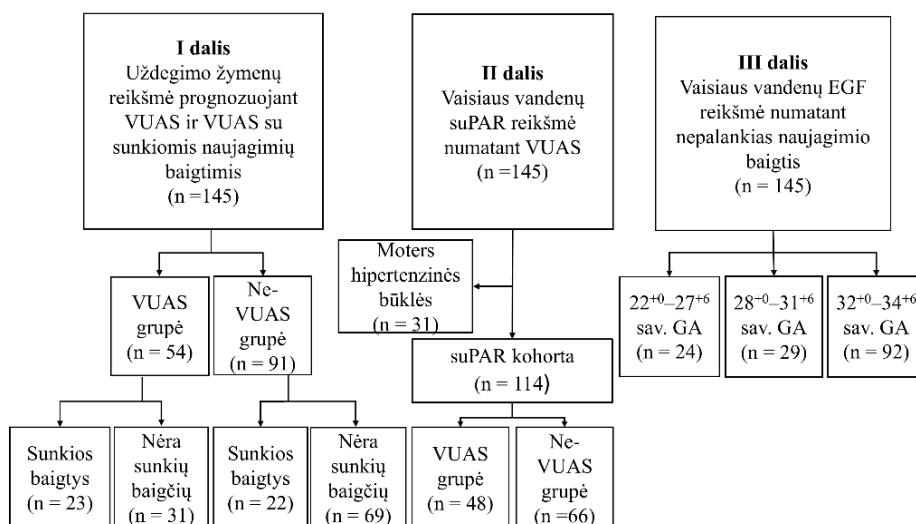 I dalis
Uždegimo žymenų
reikšmė prognozuojant
VUAS ir VUAS su
sunkiomis naujagimių
baigtimis
(n =145)
II dalis
Vaisiaus vandenų
suPAR reikšmė
numatant VUAS
(n =145)
III dalis
Vaisiaus vandenų EGF
reikšmė numatant
nepalankias naujagimio
baigtis
(n = 145)
VUAS
grupė
(n = 54)
Ne-
VUAS
grupė
(n = 91)
Moters
hipertenzinės
būklės
(n = 31)
22⁺⁰–27⁺⁶
sav. GA
(n = 24)
28⁺⁰–31⁺⁶
sav. GA
(n = 29)
32⁺⁰–34⁺⁶
sav. GA
(n = 92)
suPAR kohorta
(n = 114)
Sunkios
baigtys
(n = 23)
Nėra
sunkių
baigčių
(n = 31)
Sunkios
baigtys
(n = 22)
Nėra
sunkių
baigčių
(n = 69)
VUAS
grupė
(n = 48)
Ne-
VUAS
grupė
(n =66)